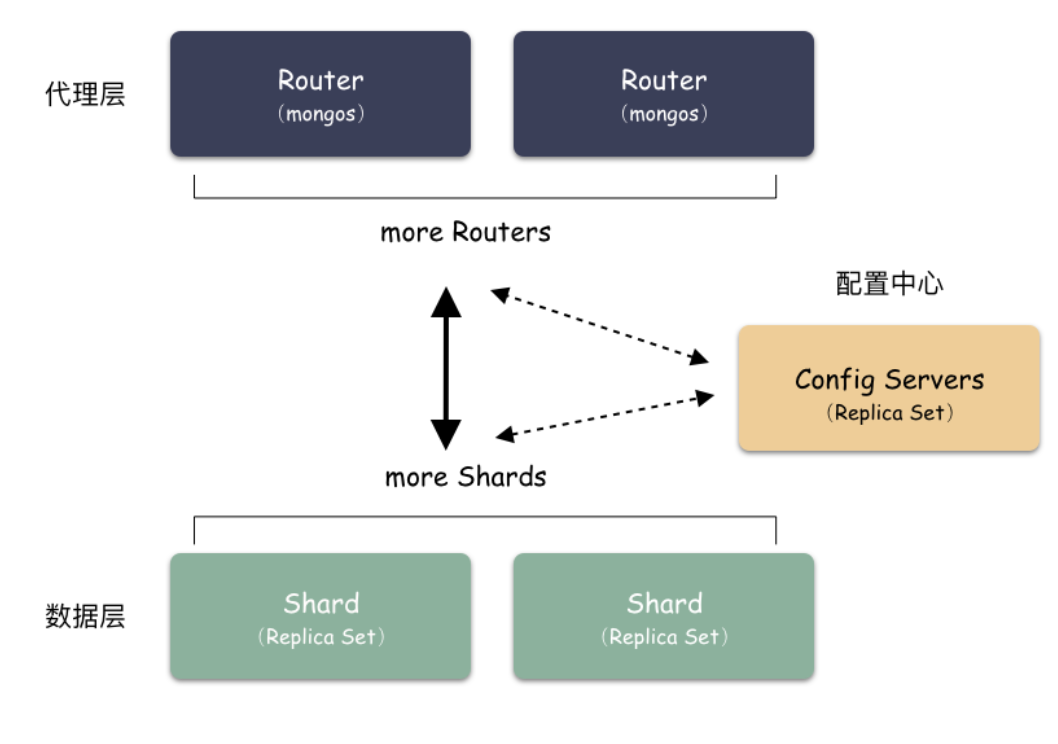 代理层
Router
（mongos）
Router
（mongos）
more Routers
配置中心
Config Servers
（Replica Set）
more Shards
数据层
Shard
（Replica Set）
Shard
（Replica Set）